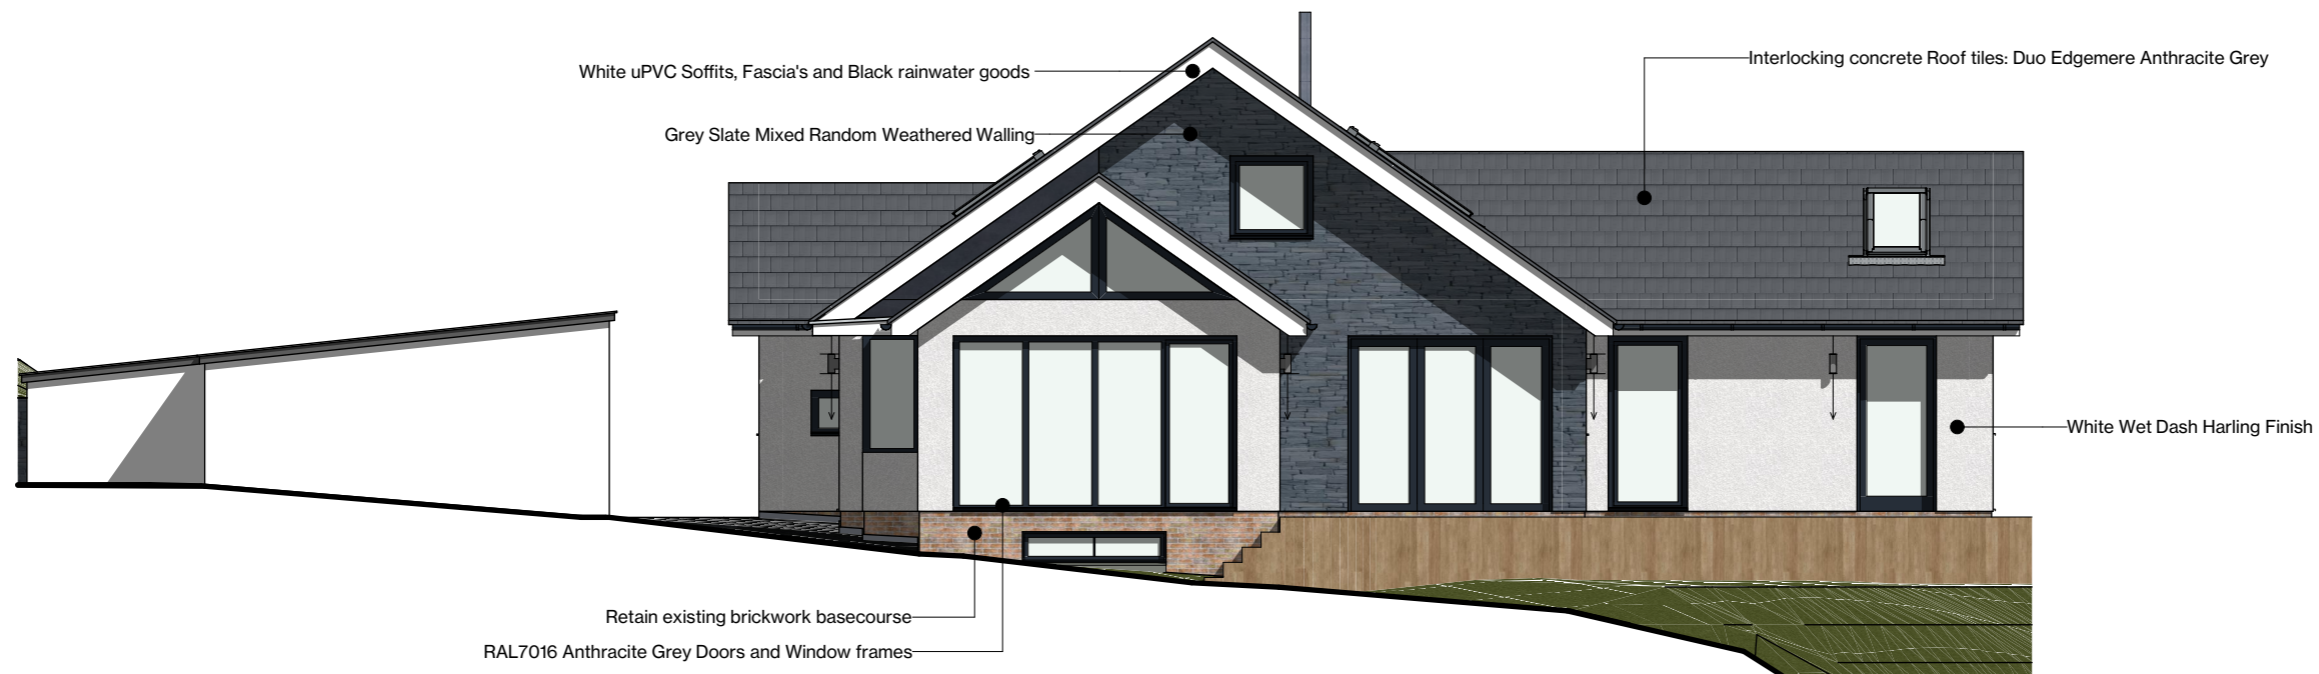 White uPVC Soffits, Fascia's and Black rainwater goods
Interlocking concrete Roof tiles: Duo Edgemere Anthracite Grey
Grey Slate Mixed Random Weathered Walling
White Wet Dash Harling Finish
Retain existing brickwork basecourse
RAL7016 Anthracite Grey Doors and Window frames